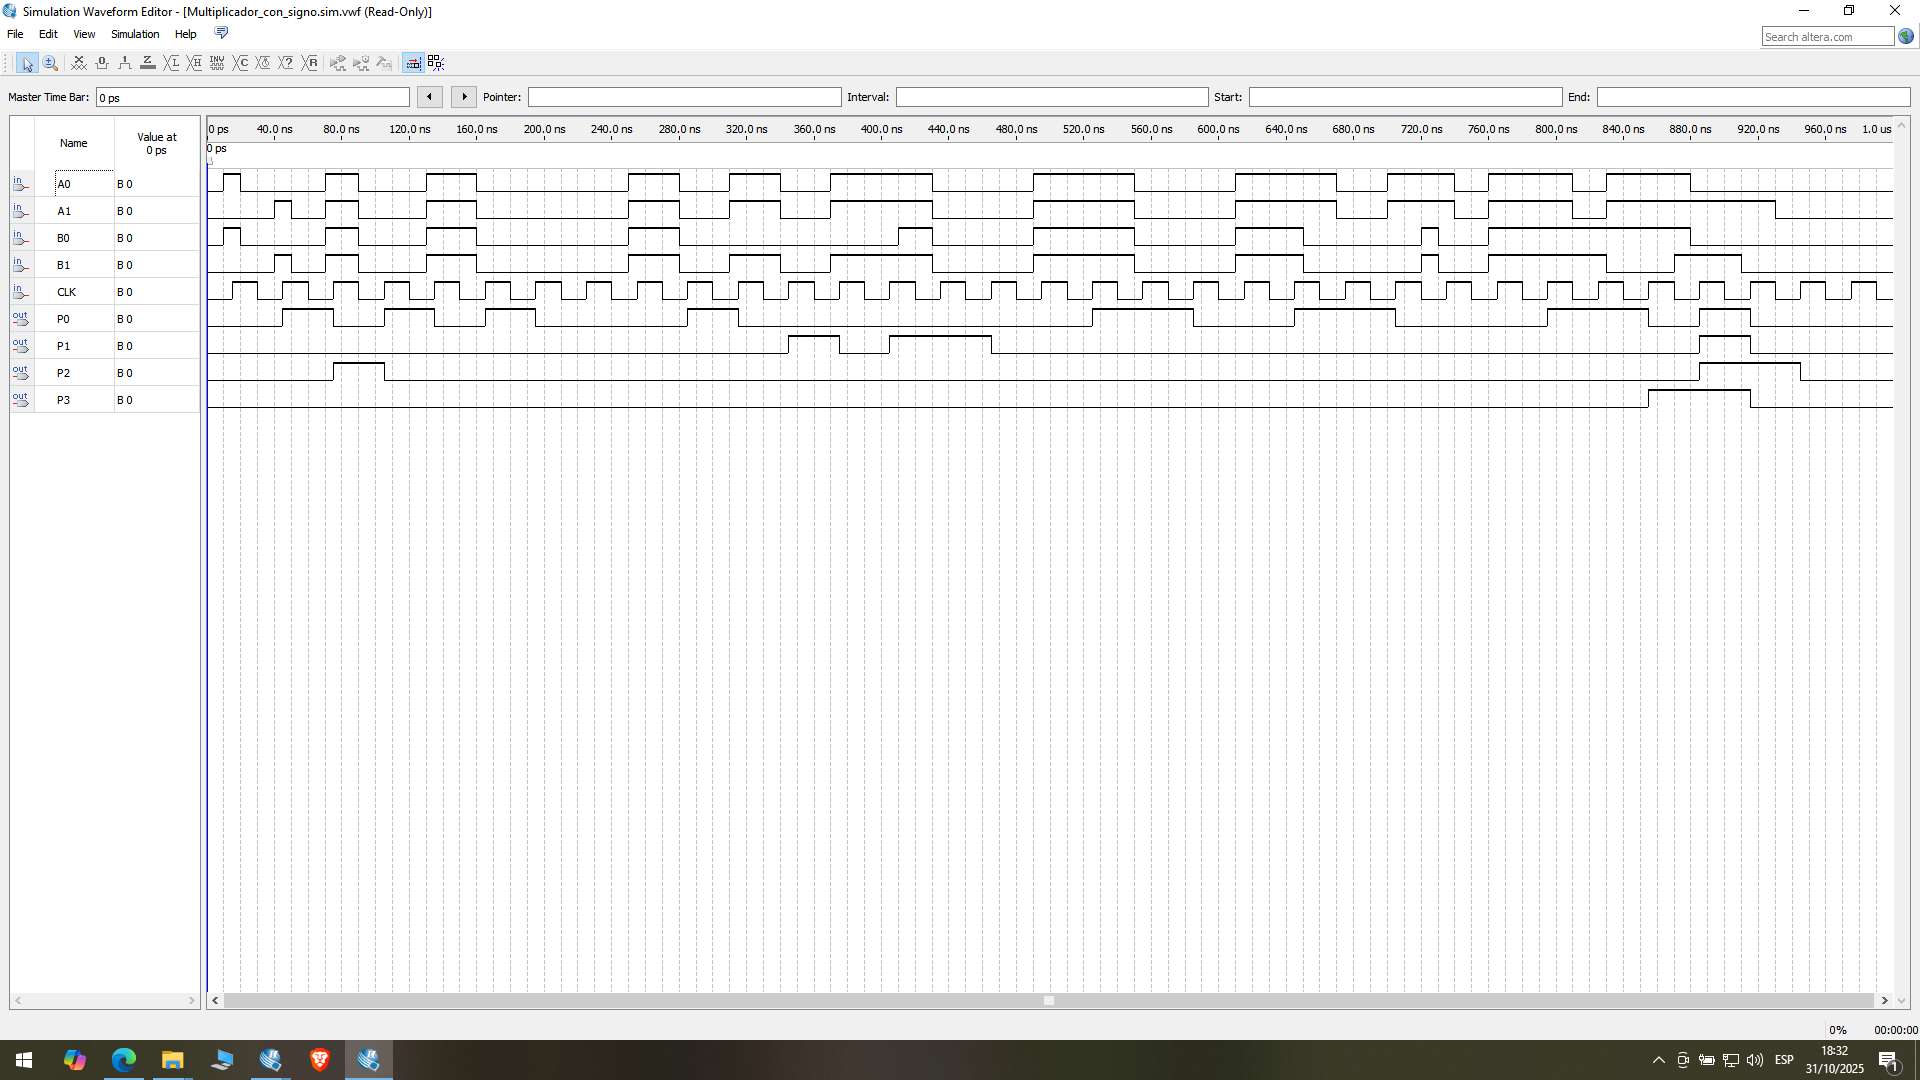 Simulation Waveform Editor - [Multiplicador_con_signo.sim.vwf (Read-Only)]
File Edit View Simulation Help
Search altera.com
Master Time Bar: 0 ps Pointer: Interval: Start: End:
Name Value at 0 ps
0 ps 40.0 ns 80.0 ns 120.0 ns 160.0 ns 200.0 ns 240.0 ns 280.0 ns 320.0 ns 360.0 ns 400.0 ns 440.0 ns 480.0 ns 520.0 ns 560.0 ns 600.0 ns 640.0 ns 680.0 ns 720.0 ns 760.0 ns 800.0 ns 840.0 ns 880.0 ns 920.0 ns 960.0 ns 1.0 us
0 ps
in A0 B 0
in A1 B 0
in B0 B 0
in B1 B 0
in CLK B 0
out P0 B 0
out P1 B 0
out P2 B 0
out P3 B 0
0% 00:00:00
ESP
18:32
31/10/2025
1